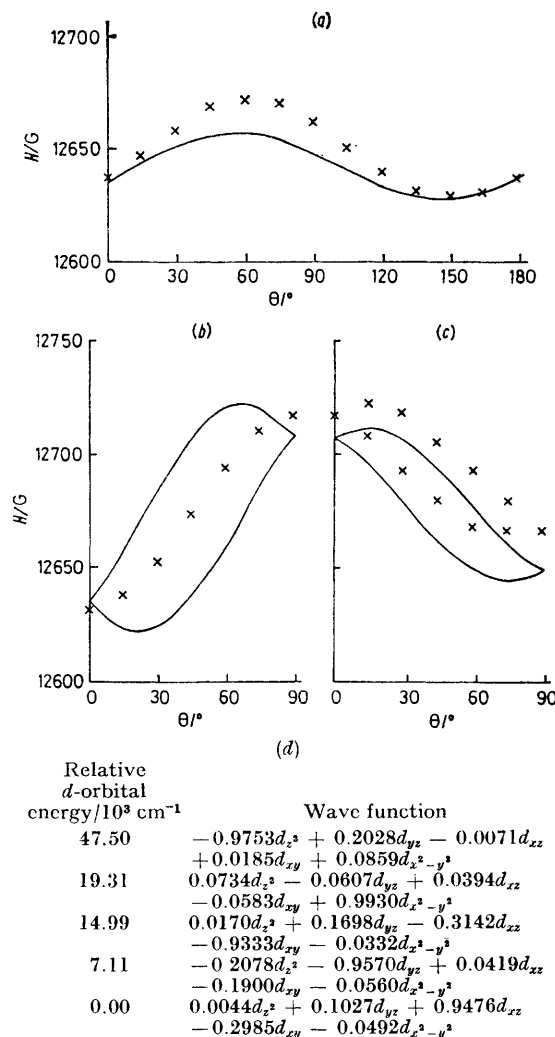 (a)
12700
12650
12600
H/G
0 30 60 90 120 150 180
θ/°
(b) (c)
12750
12700
12650
12600
H/G
0 30 60 90 0 30 60 90
θ/° θ/°
(d)
Relative
d-orbital
energy/10³ cm⁻¹ Wave function
47.50 −0.9753d_z² + 0.2028d_yz − 0.0071d_xz
+0.0185d_xy + 0.0859d_x²−y²
19.31 0.0734d_z² − 0.0607d_yz + 0.0394d_xz
−0.0583d_xy + 0.9930d_x²−y²
14.99 0.0170d_z² + 0.1698d_yz − 0.3142d_xz
−0.9333d_xy − 0.0332d_x²−y²
7.11 −0.2078d_z² − 0.9570d_yz + 0.0419d_xz
−0.1900d_xy − 0.0560d_x²−y²
0.00 0.0044d_z² + 0.1027d_yz + 0.9476d_xz
−0.2985d_xy − 0.0492d_x²−y²